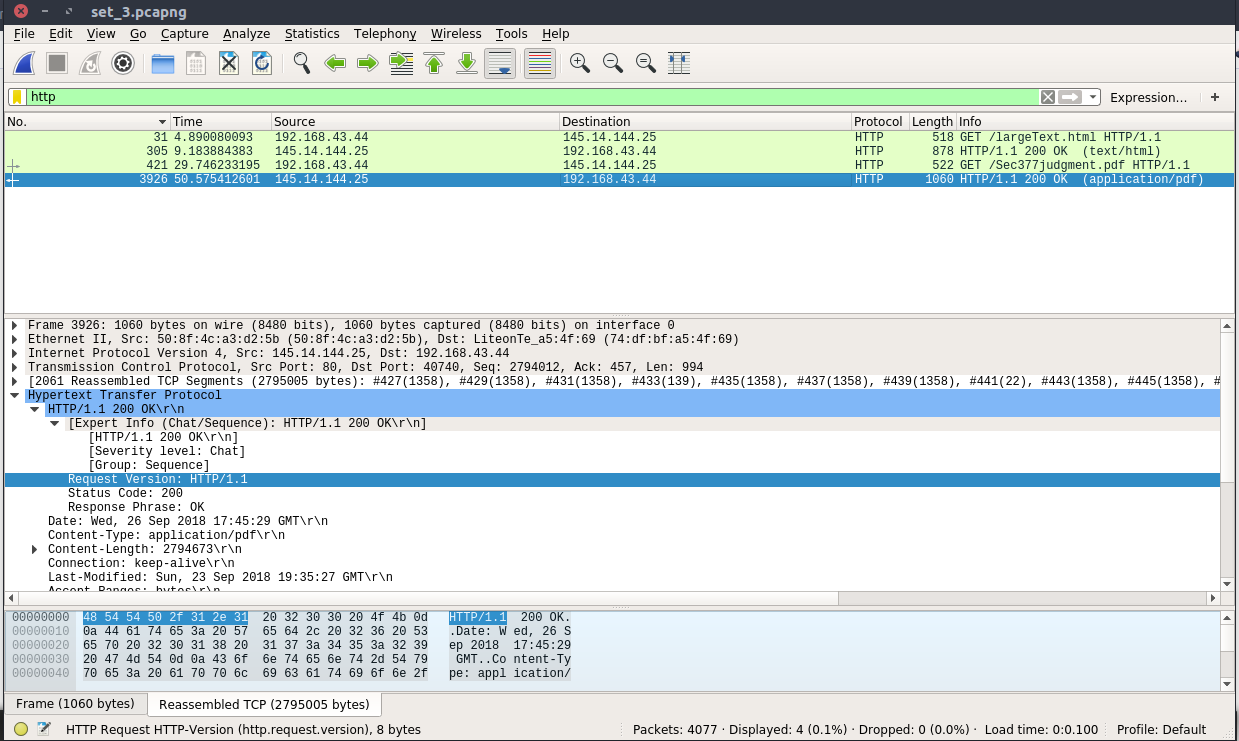 set_3.pcapng
File Edit View Go Capture Analyze Statistics Telephony Wireless Tools Help
http Expression… +
No. Time Source Destination Protocol Length Info
31 4.890080093 192.168.43.44 145.14.144.25 HTTP 518 GET /largeText.html HTTP/1.1
305 9.183884383 145.14.144.25 192.168.43.44 HTTP 878 HTTP/1.1 200 OK (text/html)
421 29.746233195 192.168.43.44 145.14.144.25 HTTP 522 GET /Sec377judgment.pdf HTTP/1.1
3926 50.575412601 145.14.144.25 192.168.43.44 HTTP 1060 HTTP/1.1 200 OK (application/pdf)
Frame 3926: 1060 bytes on wire (8480 bits), 1060 bytes captured (8480 bits) on interface 0
Ethernet II, Src: 50:8f:4c:a3:d2:5b (50:8f:4c:a3:d2:5b), Dst: LiteonTe_a5:4f:69 (74:df:bf:a5:4f:69)
Internet Protocol Version 4, Src: 145.14.144.25, Dst: 192.168.43.44
Transmission Control Protocol, Src Port: 80, Dst Port: 40740, Seq: 2794012, Ack: 457, Len: 994
[2061 Reassembled TCP Segments (2795005 bytes): #427(1358), #429(1358), #431(1358), #433(139), #435(1358), #437(1358), #439(1358), #441(22), #443(1358), #445(1358), #
Hypertext Transfer Protocol
HTTP/1.1 200 OK\r\n
[Expert Info (Chat/Sequence): HTTP/1.1 200 OK\r\n]
[HTTP/1.1 200 OK\r\n]
[Severity level: Chat]
[Group: Sequence]
Request Version: HTTP/1.1
Status Code: 200
Response Phrase: OK
Date: Wed, 26 Sep 2018 17:45:29 GMT\r\n
Content-Type: application/pdf\r\n
Content-Length: 2794673\r\n
Connection: keep-alive\r\n
Last-Modified: Sun, 23 Sep 2018 19:35:27 GMT\r\n
Accept-Ranges: bytes\r\n
00000000 48 54 54 50 2f 31 2e 31 20 32 30 30 20 4f 4b 0d HTTP/1.1 200 OK.
00000010 0a 44 61 74 65 3a 20 57 65 64 2c 20 32 36 20 53 .Date: W ed, 26 S
00000020 65 70 20 32 30 31 38 20 31 37 3a 34 35 3a 32 39 ep 2018 17:45:29
00000030 20 47 4d 54 0d 0a 43 6f 6e 74 65 6e 74 2d 54 79 GMT..Co ntent-Ty
00000040 70 65 3a 20 61 70 70 6c 69 63 61 74 69 6f 6e 2f pe: appl ication/
Frame (1060 bytes) Reassembled TCP (2795005 bytes)
HTTP Request HTTP-Version (http.request.version), 8 bytes Packets: 4077 · Displayed: 4 (0.1%) · Dropped: 0 (0.0%) · Load time: 0:0.100 Profile: Default